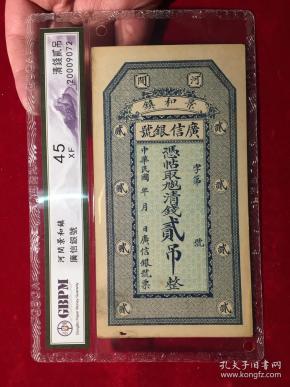 清錢貳吊
20009072
45
XF
河間景和鎮
廣信銀號
GBPM
河間
景和鎮
廣信銀號
字第 號
憑帖取清錢貳吊整
中華民國 年 月 日廣信銀號票
貳
貳
貳
貳
貳
貳
貳
貳
孔夫子旧书网